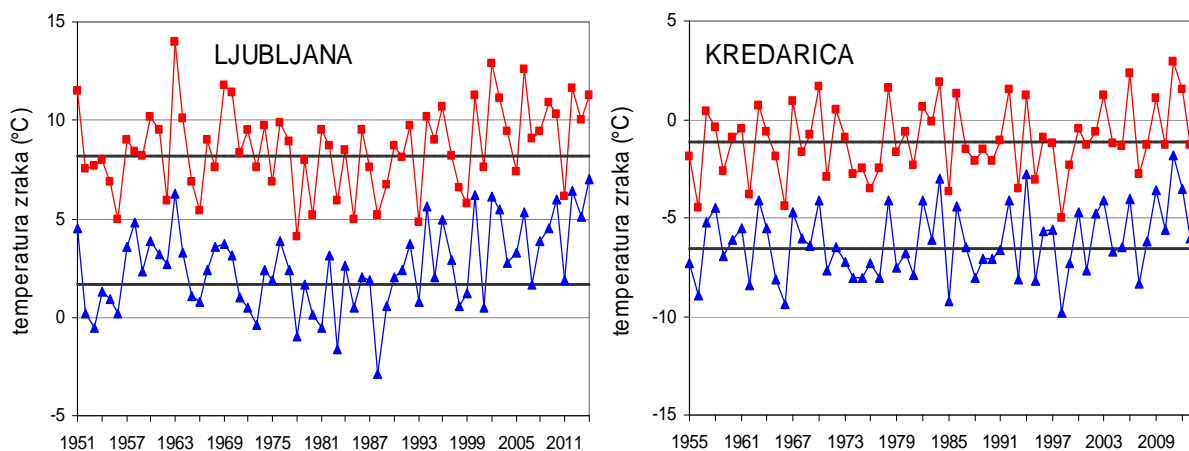 LJUBLJANA
temperatura zraka (°C)
15
10
5
0
-5
1951 1957 1963 1969 1975 1981 1987 1993 1999 2005 2011
KREDARICA
temperatura zraka (°C)
5
0
-5
-10
-15
1955 1961 1967 1973 1979 1985 1991 1997 2003 2009